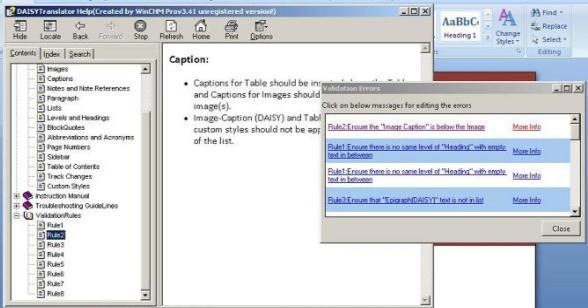 DAISYTranslator Help(Created by WinCHM Prov3.41 unregistered version!)
Hide Locate Back Forward Stop Refresh Home Print Options
Contents Index Search
Images
Captions
Notes and Note References
Paragraph
Lists
Levels and Headings
BlockQuotes
Abbreviations and Acronyms
Page Numbers
Sidebar
Table of Contents
Track Changes
Custom Styles
Instruction Manual
Troubleshooting GuideLines
ValidationRules
Rule1
Rule2
Rule3
Rule4
Rule5
Rule6
Rule7
Rule8
Caption:
Captions for Table should be
and Captions for Images should
image(s).
Image-Caption (DAISY) and Tabl
custom styles should not be app
of the list.
AaBbC
Heading 1
Change
Styles
Find
Replace
Select
Editing
Validation Errors
Click on below messages for editing the errors
Rule2:Ensure the "Image Caption" is below the Image More Info
Rule1:Ensure there is no same level of "Heading" with empty More Info
text in between
Rule1:Ensure there is no same level of "Heading" with empty More Info
text in between
Rule3:Ensure that "Epigraph(DAISY)" text is not in list More Info
Close